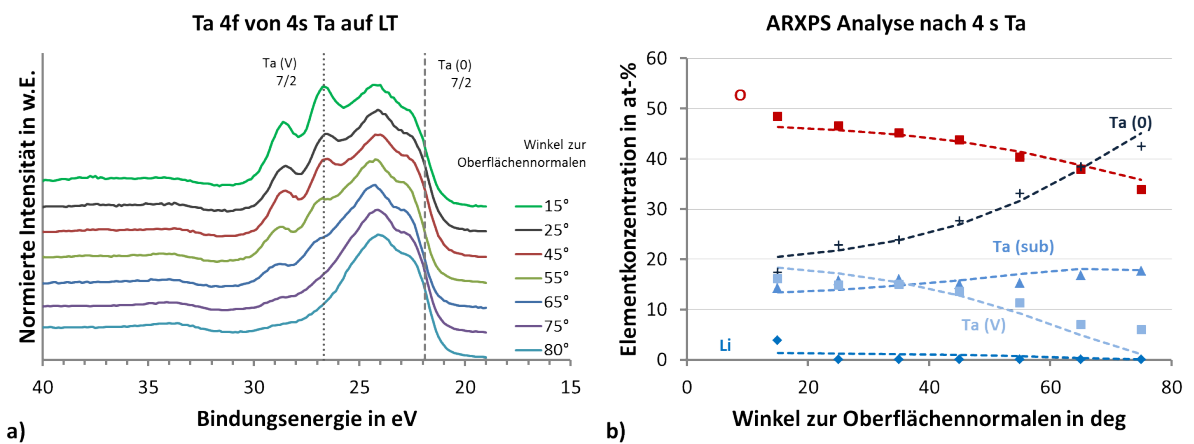 Ta 4f von 4s Ta auf LT
Normierte Intensität in w.E.
Ta (V)
7/2
Ta (0)
7/2
Winkel zur
Oberflächennormalen
15°
25°
45°
55°
65°
75°
80°
40 35 30 25 20 15
Bindungsenergie in eV
a)
ARXPS Analyse nach 4 s Ta
Elementkonzentration in at-%
60
50
40
30
20
10
0
O
Ta (0)
Ta (sub)
Ta (V)
Li
0 20 40 60 80
Winkel zur Oberflächennormalen in deg
b)